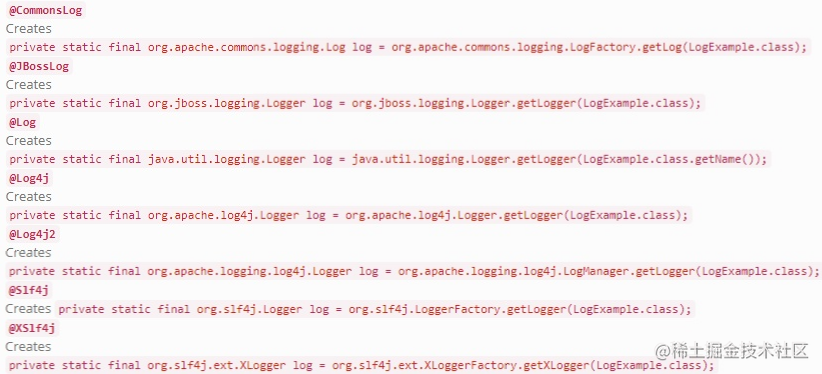 @CommonsLog
Creates
private static final org.apache.commons.logging.Log log = org.apache.commons.logging.LogFactory.getLog(LogExample.class);
@JBossLog
Creates
private static final org.jboss.logging.Logger log = org.jboss.logging.Logger.getLogger(LogExample.class);
@Log
Creates
private static final java.util.logging.Logger log = java.util.logging.Logger.getLogger(LogExample.class.getName());
@Log4j
Creates
private static final org.apache.log4j.Logger log = org.apache.log4j.Logger.getLogger(LogExample.class);
@Log4j2
Creates
private static final org.apache.logging.log4j.Logger log = org.apache.logging.log4j.LogManager.getLogger(LogExample.class);
@Slf4j
Creates private static final org.slf4j.Logger log = org.slf4j.LoggerFactory.getLogger(LogExample.class);
@XSlf4j
Creates
private static final org.slf4j.ext.XLogger log = org.slf4j.ext.XLoggerFactory.getXLogger(LogExample.class);
@稀土掘金技术社区